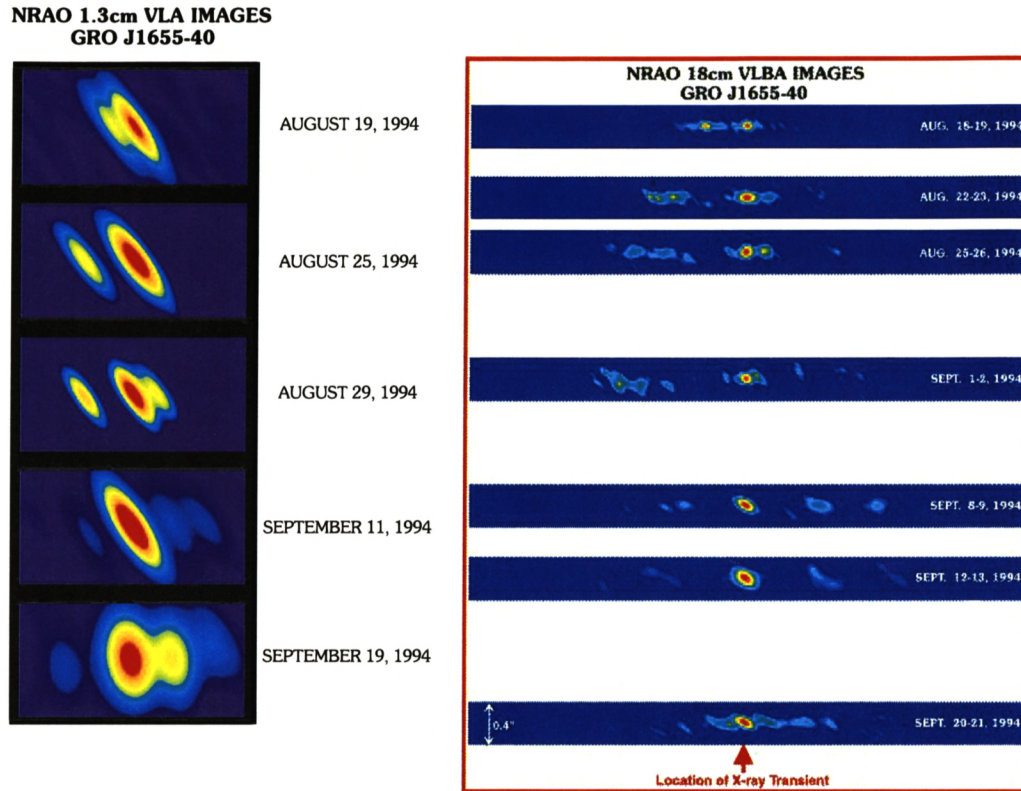 NRAO 1.3cm VLA IMAGES
GRO J1655-40
AUGUST 19, 1994
AUGUST 25, 1994
AUGUST 29, 1994
SEPTEMBER 11, 1994
SEPTEMBER 19, 1994
NRAO 18cm VLBA IMAGES
GRO J1655-40
AUG. 18-19, 1994
AUG. 22-23, 1994
AUG. 25-26, 1994
SEPT. 1-2, 1994
SEPT. 8-9, 1994
SEPT. 12-13, 1994
0.4"
SEPT. 20-21, 1994
Location of X-ray Transient